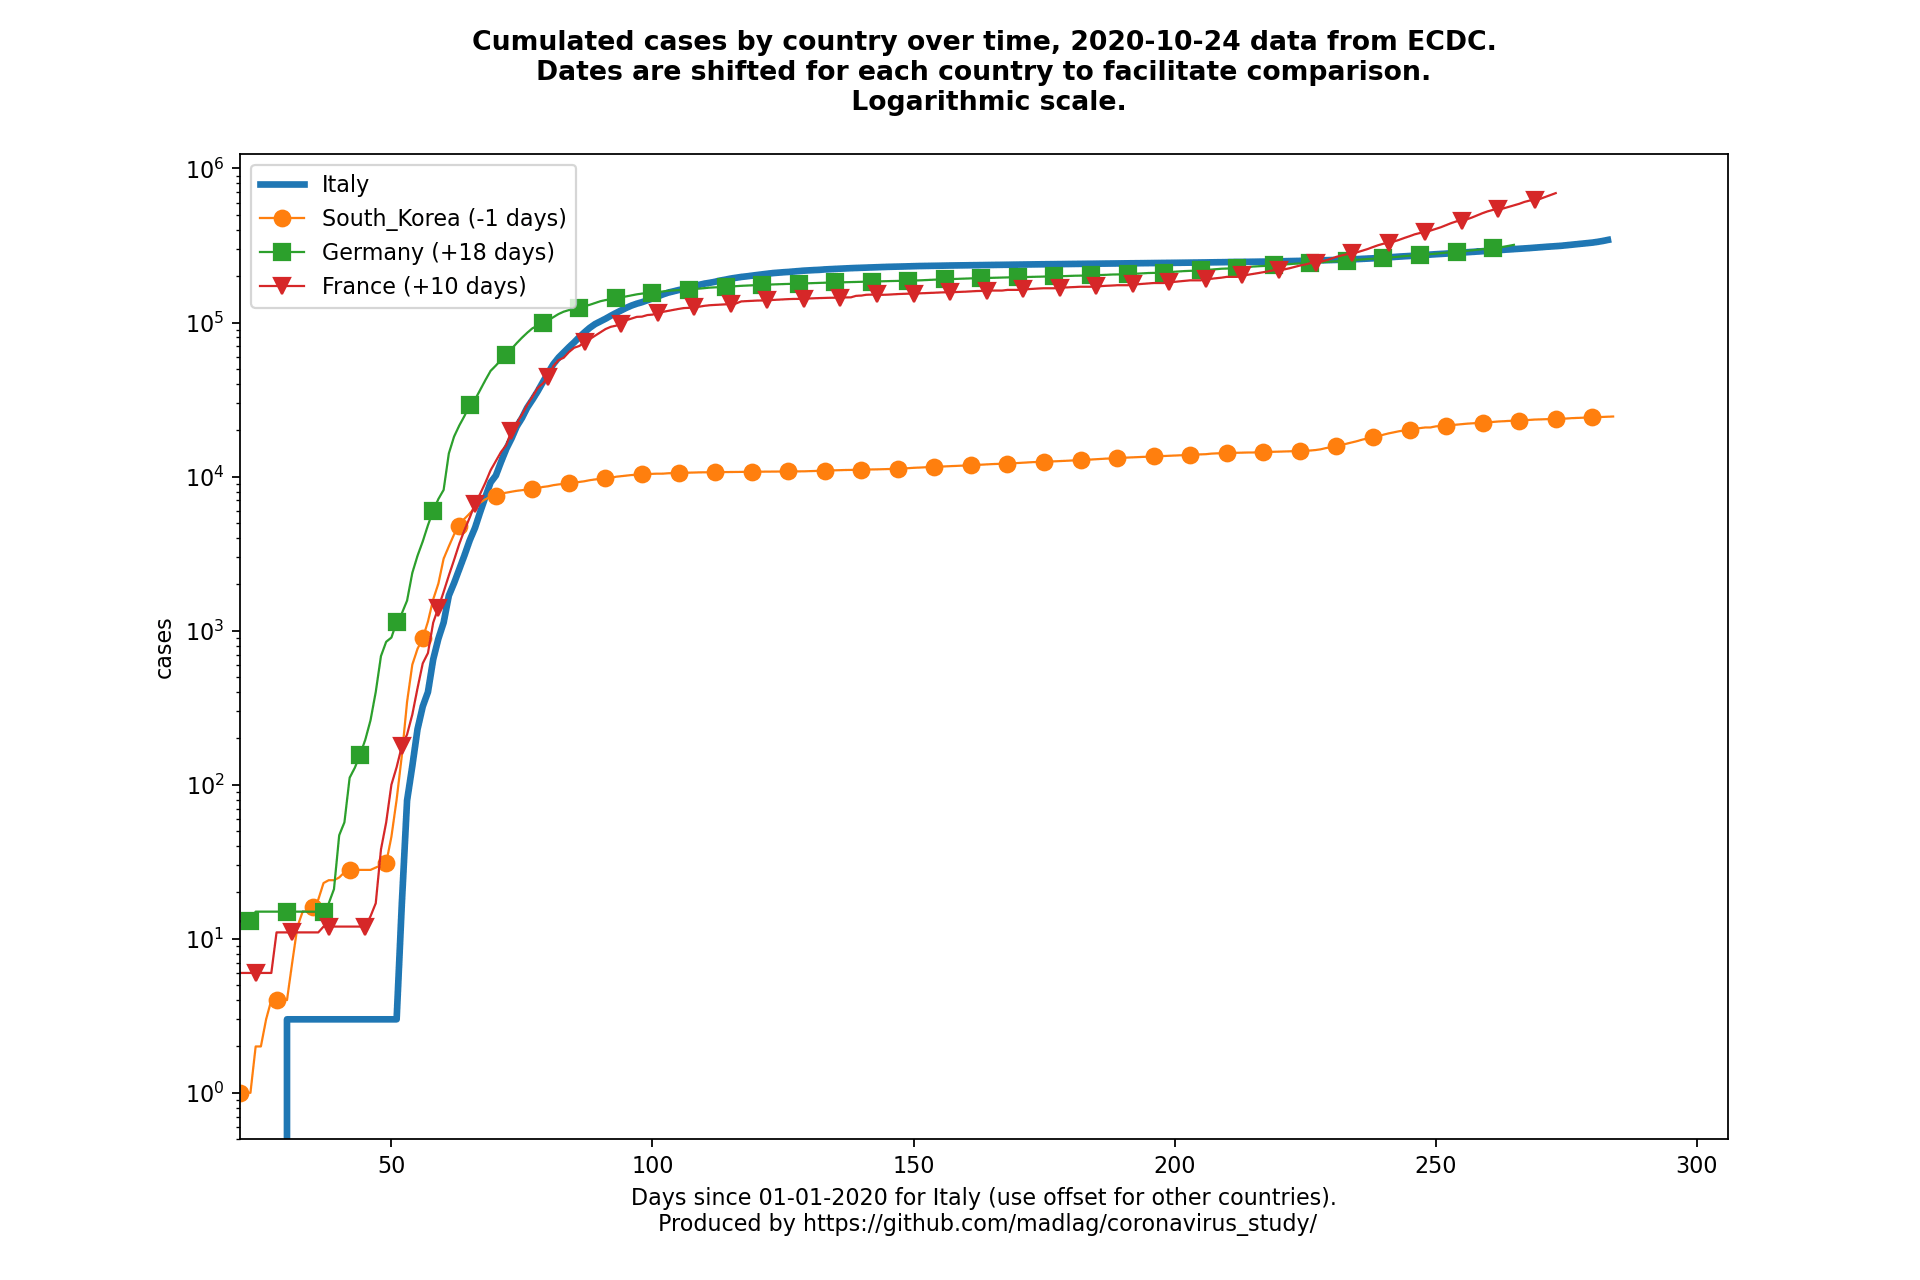 Cumulated cases by country over time, 2020-10-24 data from ECDC.
Dates are shifted for each country to facilitate comparison.
Logarithmic scale.
10^6
10^5
10^4
10^3
10^2
10^1
10^0
cases
Italy
South_Korea (-1 days)
Germany (+18 days)
France (+10 days)
50
100
150
200
250
300
Days since 01-01-2020 for Italy (use offset for other countries).
Produced by https://github.com/madlag/coronavirus_study/